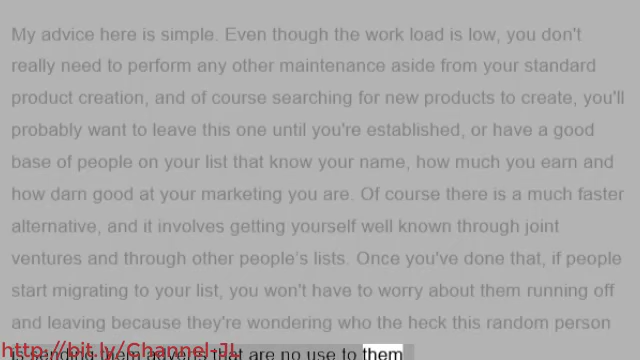 My advice here is simple. Even though the work load is low, you don't
really need to perform any other maintenance aside from your standard
product creation, and of course searching for new products to create, you'll
probably want to leave this one until you're established, or have a good
base of people on your list that know your name, how much you earn and
how darn good at your marketing you are. Of course there is a much faster
alternative, and it involves getting yourself well known through joint
ventures and through other people's lists. Once you've done that, if people
start migrating to your list, you won't have to worry about them running off
and leaving because they're wondering who the heck this random person
is sending them adverts that are no use to them
http://bit.ly/Channel-JL